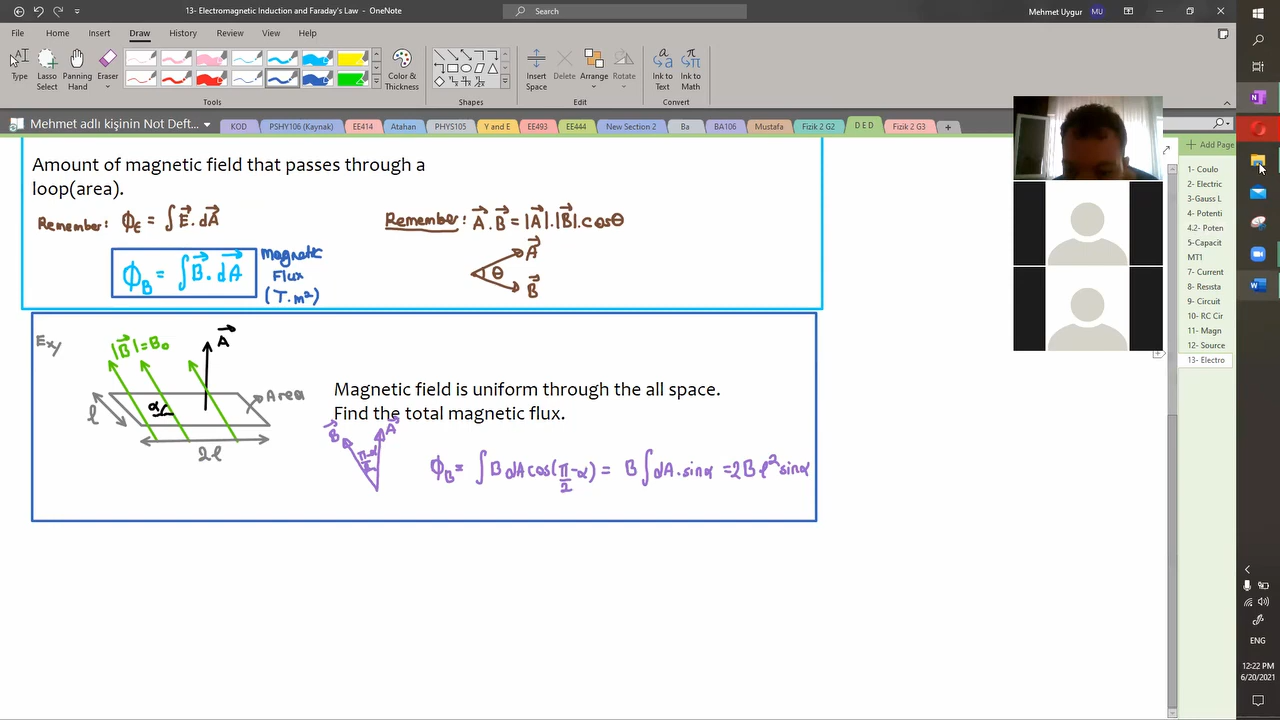 13- Electromagnetic Induction and Faraday's Law - OneNote
Search
Mehmet Uygur MU
File Home Insert Draw History Review View Help
Type
Lasso Select
Panning Hand
Eraser
Color & Thickness
Insert Space
Delete
Arrange
Rotate
Ink to Text
Ink to Math
Tools
Shapes
Edit
Convert
Mehmet adlı kişinin Not Deft...
KOD PSHY106 (Kaynak) EE414 Atahan PHYS105 Y and E EE493 EE444 New Section 2 Ba BA106 Mustafa Fizik 2 G2 D E D Fizik 2 G3 +
Add Page
1- Coulo
2- Electric
3-Gauss L
4- Potenti
4.2- Poten
5-Capacit
MT1
7- Current
8- Resista
9- Circuit
10- RC Cir
11- Magn
12- Source
13- Electro
Amount of magnetic field that passes through a
loop(area).
Remember: ϕE = ∫E⃗. dA⃗
Remember: A⃗.B⃗ = |A⃗|.|B⃗|.cosθ
A⃗
θ
B⃗
ϕB = ∫B⃗. dA⃗
Magnetic
Flux
(T.m²)
Ex/
|B⃗|=B₀
A⃗
Area
α
l
2l
Magnetic field is uniform through the all space.
Find the total magnetic flux.
B⃗
A⃗
π/2-α
ϕB = ∫B dA cos(π/2-α) = B∫dA.sinα = 2Bl²sinα
ENG
12:22 PM
6/20/2021